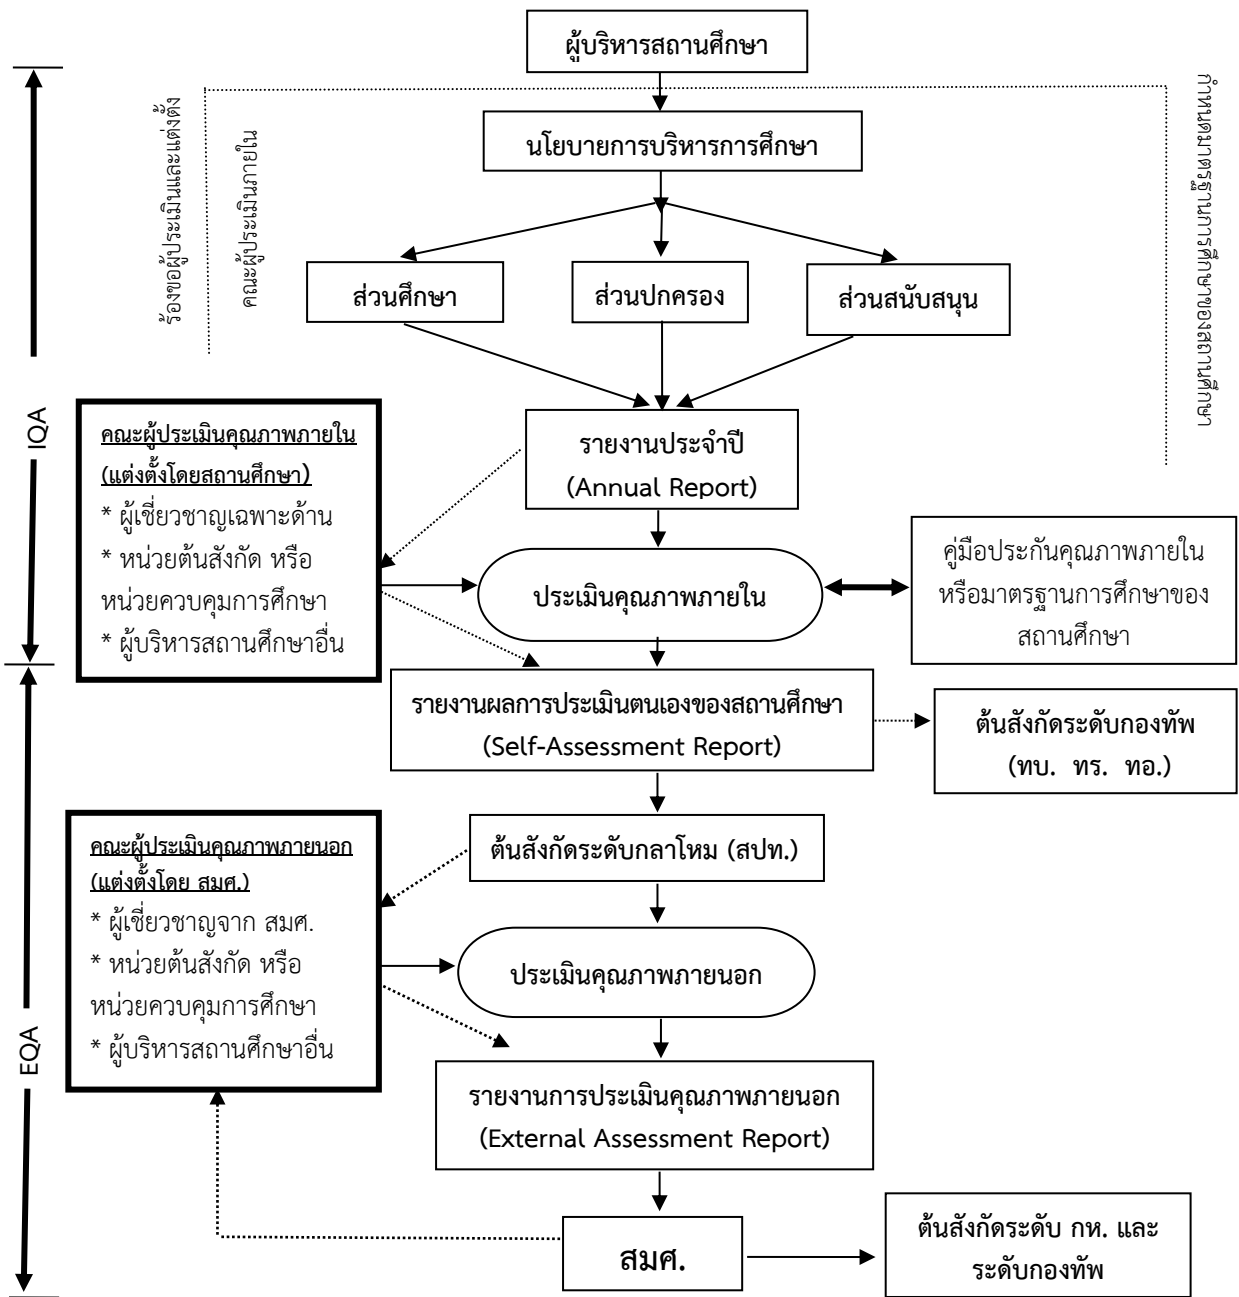 ผู้บริหารสถานศึกษา
ร้องขอผู้ประเมินและแต่งตั้ง
คณะผู้ประเมินภายใน
กำหนดมาตรฐานการศึกษาของสถานศึกษา
นโยบายการบริหารการศึกษา
ส่วนศึกษา
ส่วนปกครอง
ส่วนสนับสนุน
IQA
คณะผู้ประเมินคุณภาพภายใน
(แต่งตั้งโดยสถานศึกษา)
* ผู้เชี่ยวชาญเฉพาะด้าน
* หน่วยต้นสังกัด หรือ
หน่วยควบคุมการศึกษา
* ผู้บริหารสถานศึกษาอื่น
รายงานประจำปี
(Annual Report)
ประเมินคุณภาพภายใน
คู่มือประกันคุณภาพภายใน
หรือมาตรฐานการศึกษาของ
สถานศึกษา
รายงานผลการประเมินตนเองของสถานศึกษา
(Self-Assessment Report)
ต้นสังกัดระดับกองทัพ
(ทบ. ทร. ทอ.)
EQA
คณะผู้ประเมินคุณภาพภายนอก
(แต่งตั้งโดย สมศ.)
* ผู้เชี่ยวชาญจาก สมศ.
* หน่วยต้นสังกัด หรือ
หน่วยควบคุมการศึกษา
* ผู้บริหารสถานศึกษาอื่น
ต้นสังกัดระดับกลาโหม (สปท.)
ประเมินคุณภาพภายนอก
รายงานการประเมินคุณภาพภายนอก
(External Assessment Report)
สมศ.
ต้นสังกัดระดับ กห. และ
ระดับกองทัพ